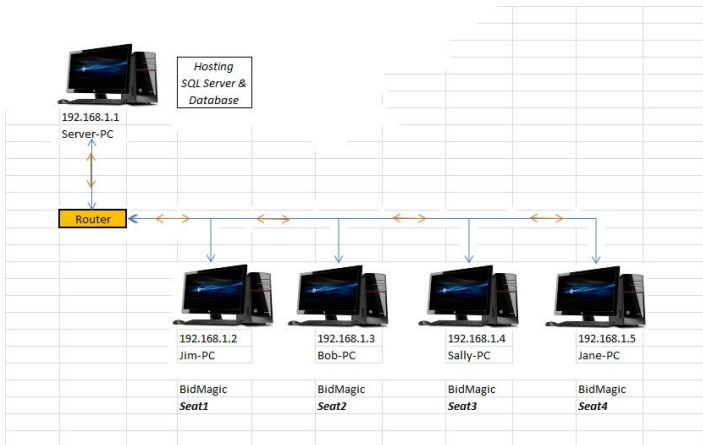 Hosting
SQL Server &
Database
192.168.1.1
Server-PC
Router
192.168.1.2
Jim-PC
192.168.1.3
Bob-PC
192.168.1.4
Sally-PC
192.168.1.5
Jane-PC
BidMagic
Seat1
BidMagic
Seat2
BidMagic
Seat3
BidMagic
Seat4